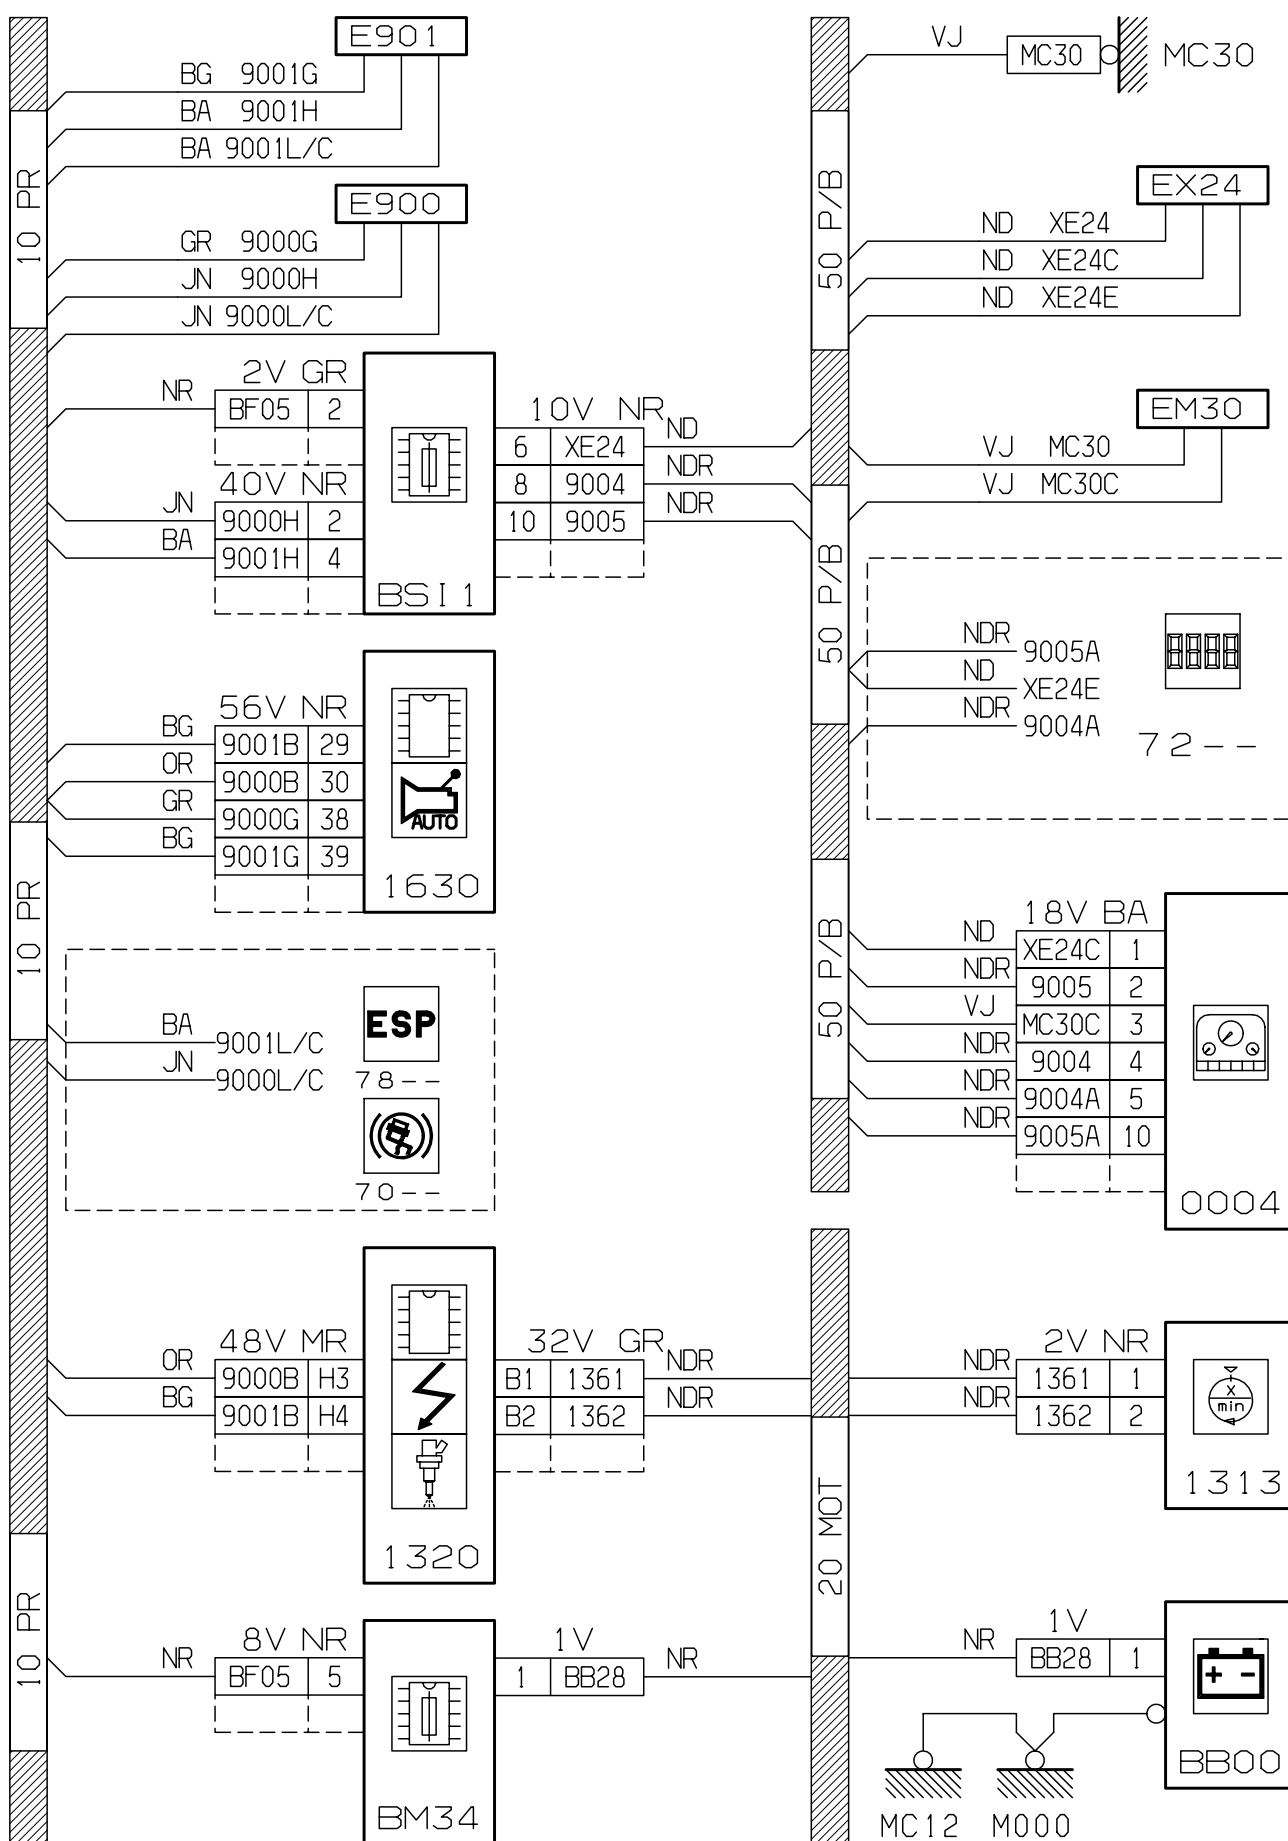 E901
BG 9001G
BA 9001H
BA 9001L/C
10 PR
E900
GR 9000G
JN 9000H
JN 9000L/C
2V GR
NR BF05 2
40V NR
JN 9000H 2
BA 9001H 4
BSI1
10V NR
6 XE24 ND
8 9004 NDR
10 9005 NDR
56V NR
BG 9001B 29
OR 9000B 30
GR 9000G 38
BG 9001G 39
AUTO
1630
10 PR
BA 9001L/C
JN 9000L/C
ESP
78--
70--
48V MR
OR 9000B H3
BG 9001B H4
1320
32V GR
B1 1361 NDR
B2 1362 NDR
10 PR
8V NR
NR BF05 5
BM34
1V
1 BB28 NR
VJ MC30 MC30
50 P/B
EX24
ND XE24
ND XE24C
ND XE24E
EM30
VJ MC30
VJ MC30C
50 P/B
NDR 9005A
ND XE24E
NDR 9004A
72--
50 P/B
18V BA
ND XE24C 1
NDR 9005 2
VJ MC30C 3
NDR 9004 4
NDR 9004A 5
NDR 9005A 10
0004
2V NR
NDR 1361 1
NDR 1362 2
x
min
1313
20 MOT
1V
NR BB28 1
+ -
BB00
MC12 M000